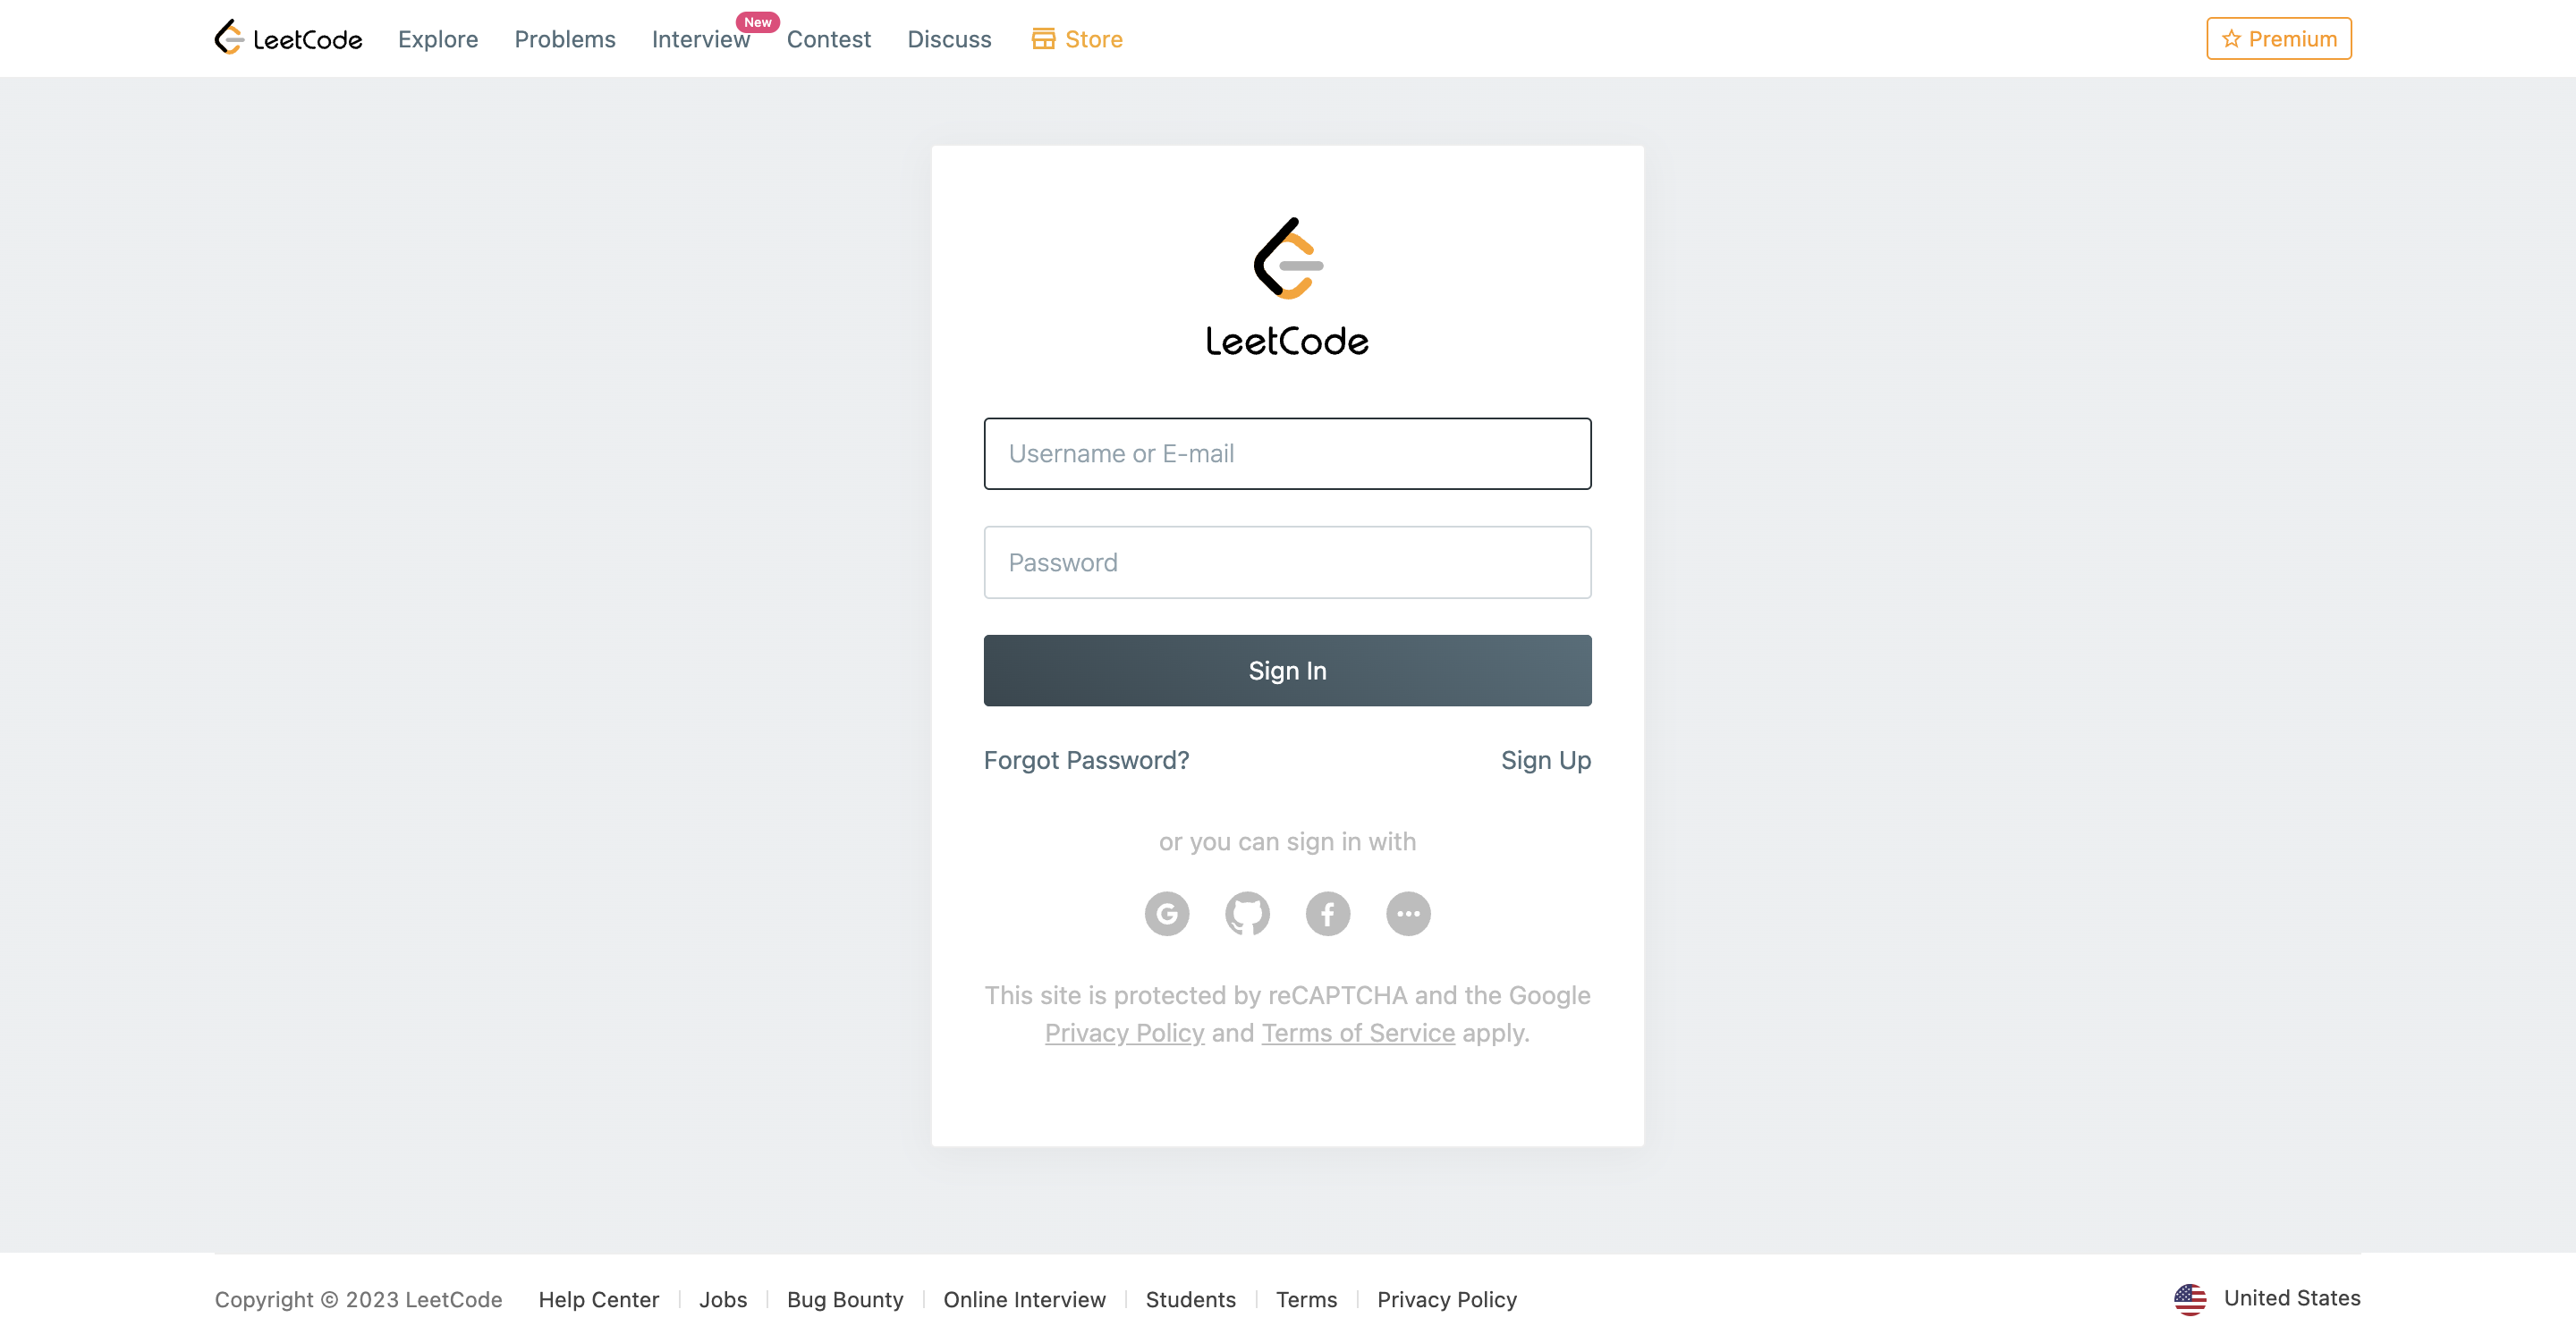 LeetCode Explore Problems Interview New Contest Discuss Store Premium
LeetCode
Username or E-mail
Password
Sign In
Forgot Password? Sign Up
or you can sign in with
This site is protected by reCAPTCHA and the Google
Privacy Policy and Terms of Service apply.
Copyright © 2023 LeetCode Help Center Jobs Bug Bounty Online Interview Students Terms Privacy Policy United States